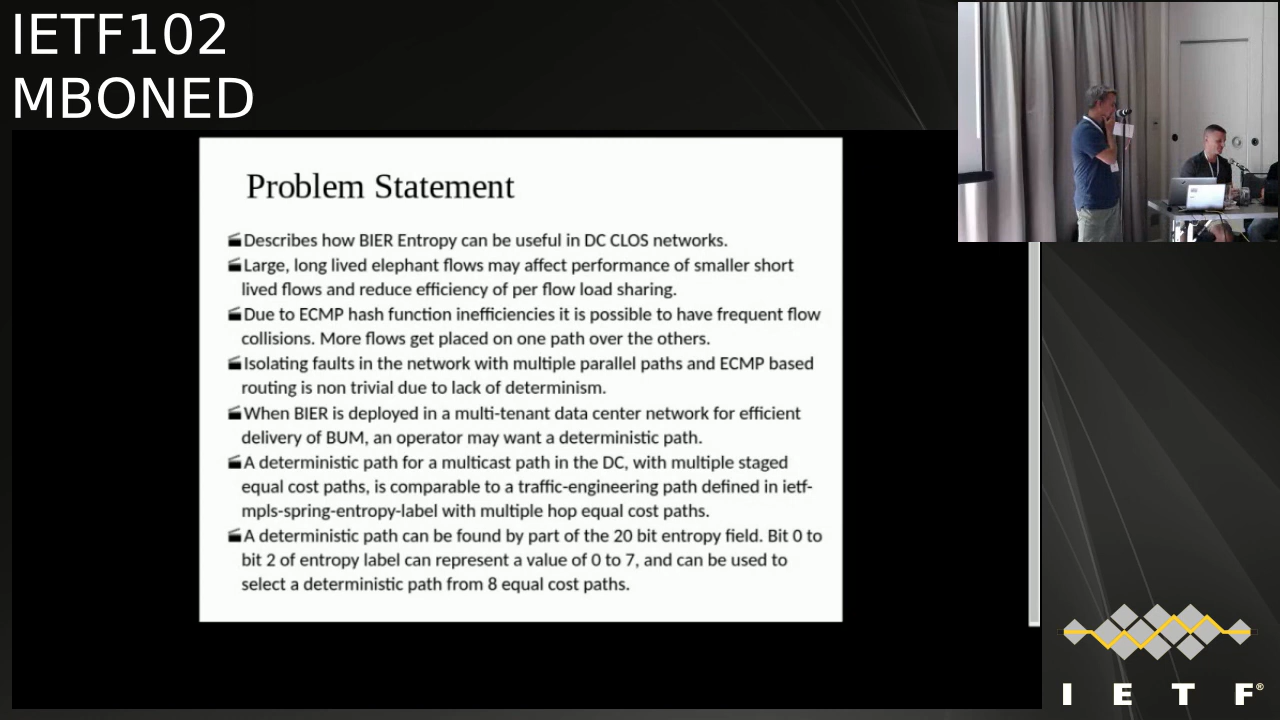 IETF102
MBONED
Problem Statement
Describes how BIER Entropy can be useful in DC CLOS networks.
Large, long lived elephant flows may affect performance of smaller short
lived flows and reduce efficiency of per flow load sharing.
Due to ECMP hash function inefficiencies it is possible to have frequent flow
collisions. More flows get placed on one path over the others.
Isolating faults in the network with multiple parallel paths and ECMP based
routing is non trivial due to lack of determinism.
When BIER is deployed in a multi-tenant data center network for efficient
delivery of BUM, an operator may want a deterministic path.
A deterministic path for a multicast path in the DC, with multiple staged
equal cost paths, is comparable to a traffic-engineering path defined in ietf-
mpls-spring-entropy-label with multiple hop equal cost paths.
A deterministic path can be found by part of the 20 bit entropy field. Bit 0 to
bit 2 of entropy label can represent a value of 0 to 7, and can be used to
select a deterministic path from 8 equal cost paths.
I E T F®